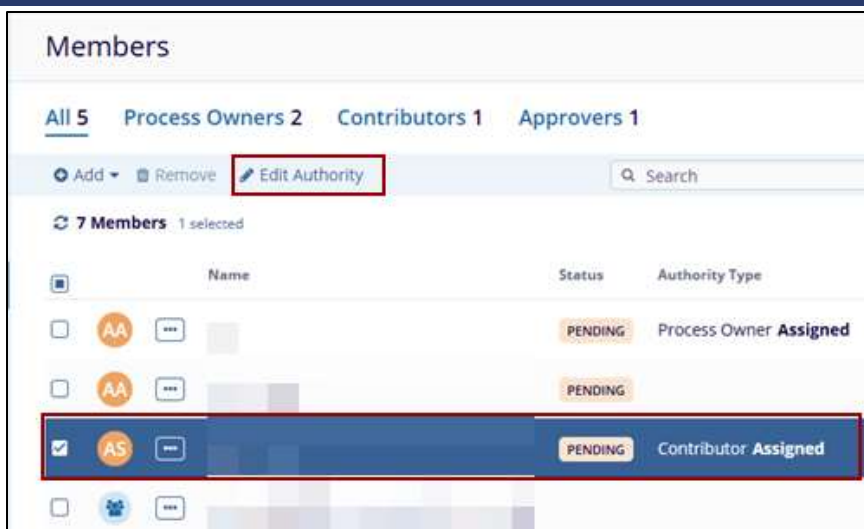 Members
All 5 Process Owners 2 Contributors 1 Approvers 1
Add Remove Edit Authority Search
7 Members 1 selected
Name Status Authority Type
AA ... PENDING Process Owner Assigned
AA ... PENDING
AS ... PENDING Contributor Assigned
...